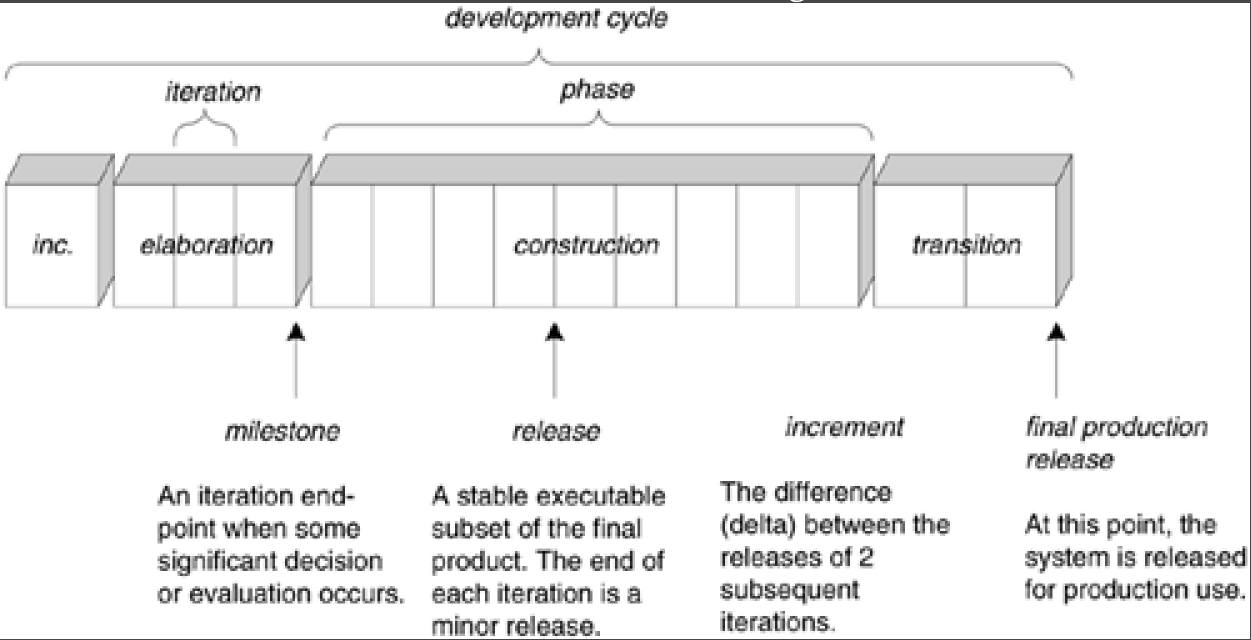 development cycle
iteration
phase
inc.
elaboration
construction
transition
milestone
An iteration end-
point when some
significant decision
or evaluation occurs.
release
A stable executable
subset of the final
product. The end of
each iteration is a
minor release.
increment
The difference
(delta) between the
releases of 2
subsequent
iterations.
final production
release
At this point, the
system is released
for production use.